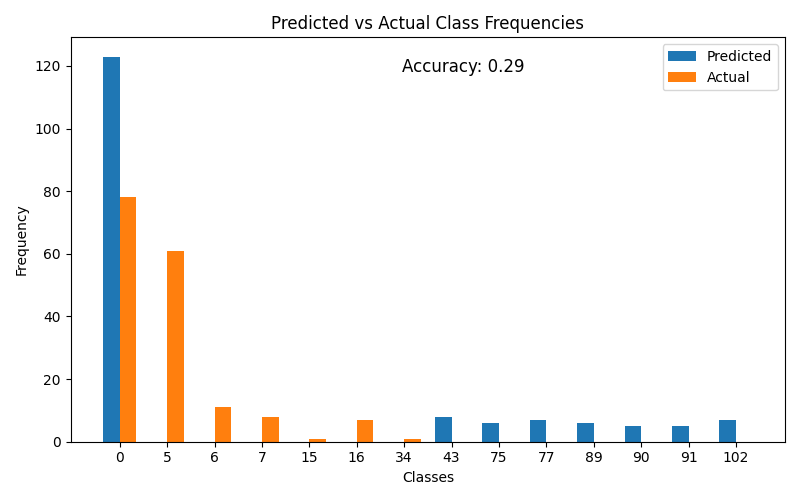 Predicted vs Actual Class Frequencies
Accuracy: 0.29
Predicted
Actual
Frequency
120
100
80
60
40
20
0
0 5 6 7 15 16 34 43 75 77 89 90 91 102
Classes